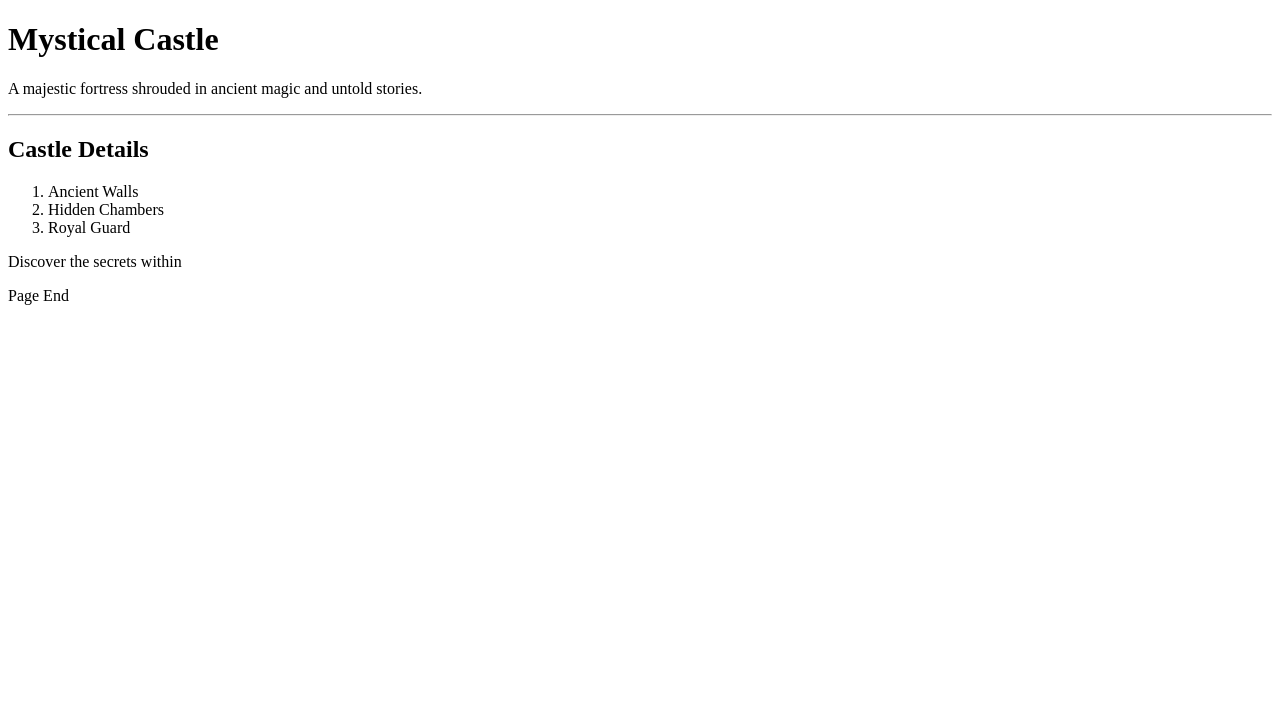 Mystical Castle
A majestic fortress shrouded in ancient magic and untold stories.
Castle Details
1. Ancient Walls
2. Hidden Chambers
3. Royal Guard
Discover the secrets within
Page End